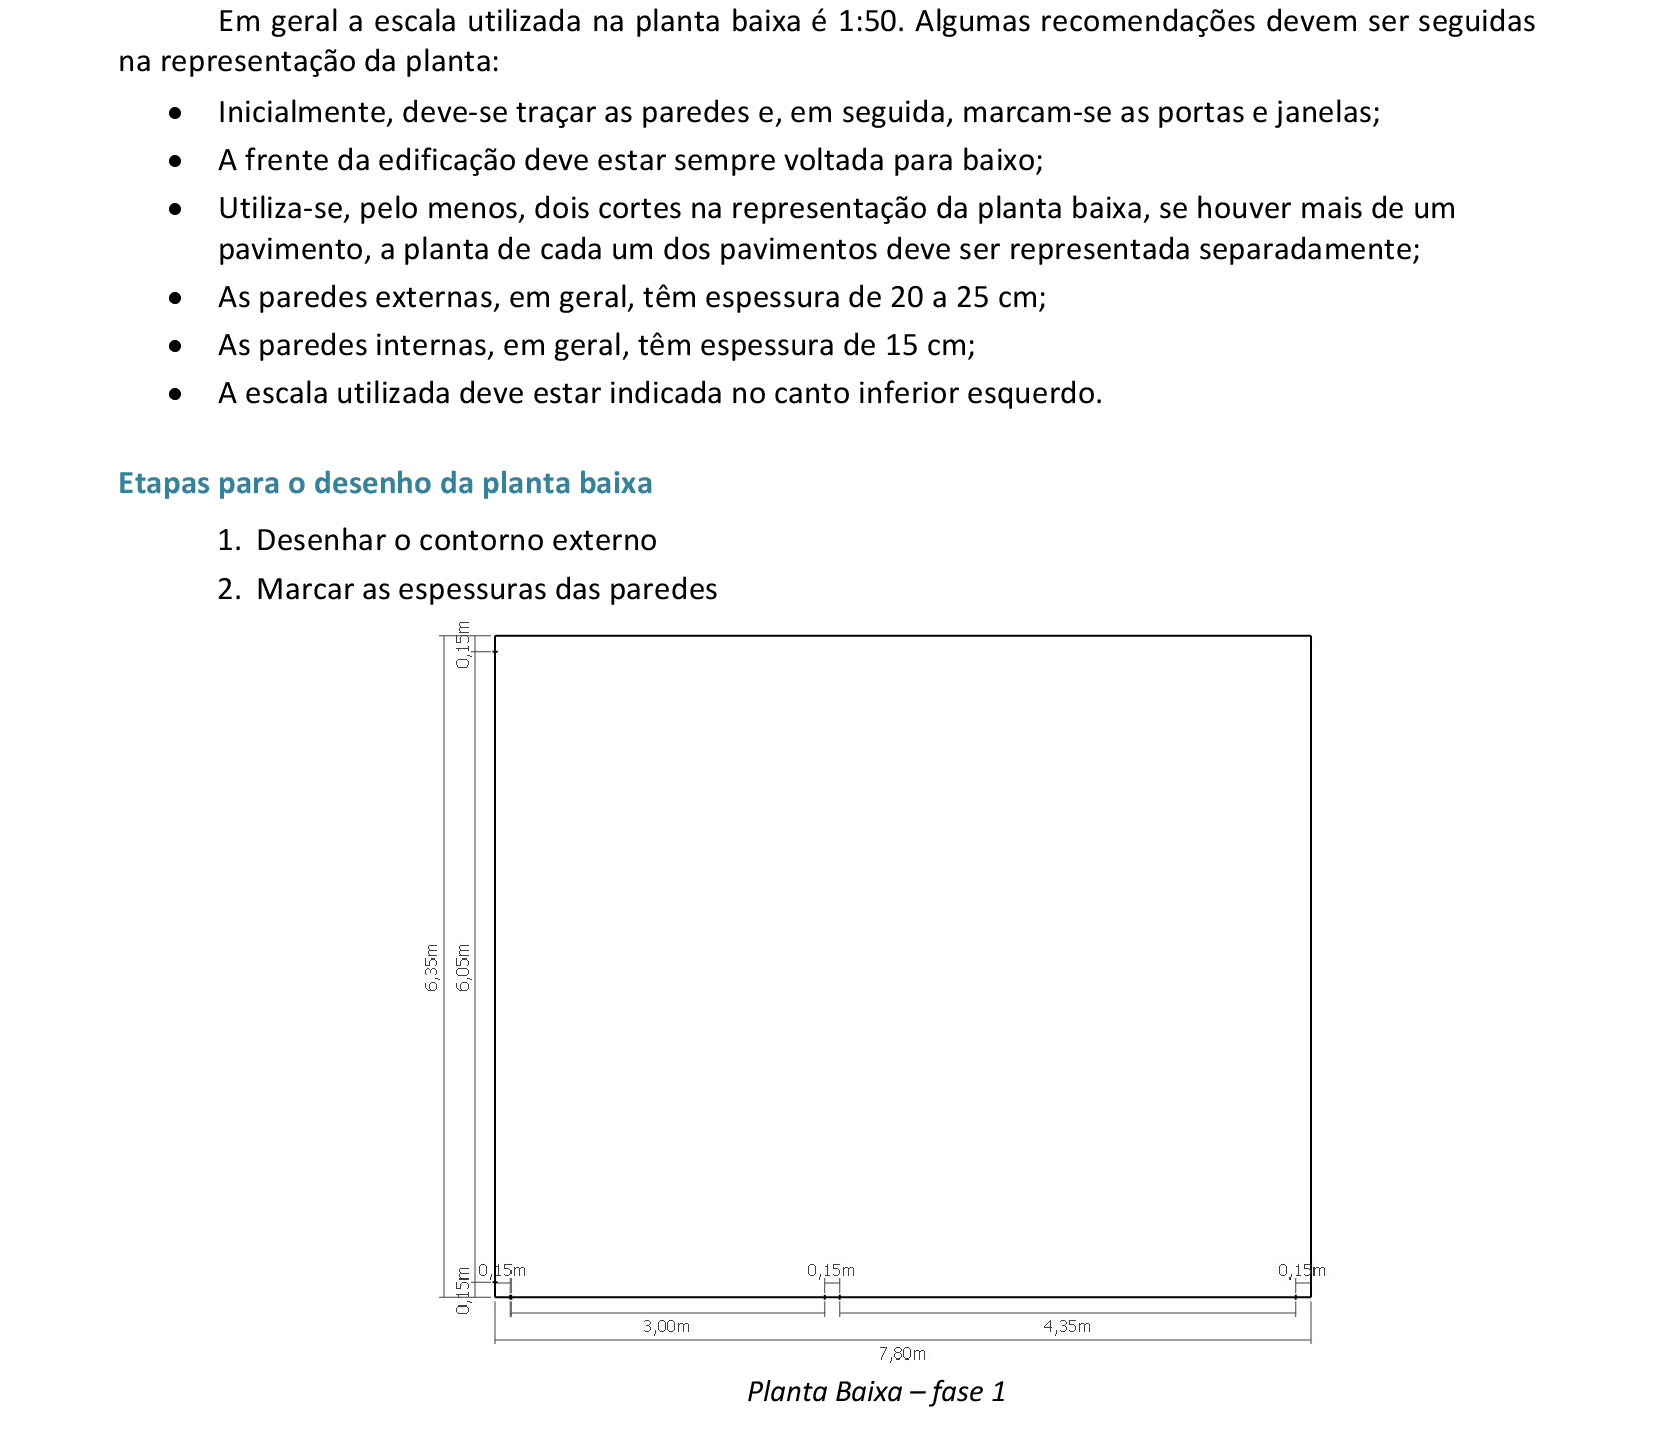 Em geral a escala utilizada na planta baixa é 1:50. Algumas recomendações devem ser seguidas
na representação da planta:
• Inicialmente, deve-se traçar as paredes e, em seguida, marcam-se as portas e janelas;
• A frente da edificação deve estar sempre voltada para baixo;
• Utiliza-se, pelo menos, dois cortes na representação da planta baixa, se houver mais de um
pavimento, a planta de cada um dos pavimentos deve ser representada separadamente;
• As paredes externas, em geral, têm espessura de 20 a 25 cm;
• As paredes internas, em geral, têm espessura de 15 cm;
• A escala utilizada deve estar indicada no canto inferior esquerdo.
Etapas para o desenho da planta baixa
1. Desenhar o contorno externo
2. Marcar as espessuras das paredes
0,15m
6,35m
6,05m
0,15m
0,15m
0,15m
0,15m
3,00m
4,35m
7,80m
Planta Baixa – fase 1